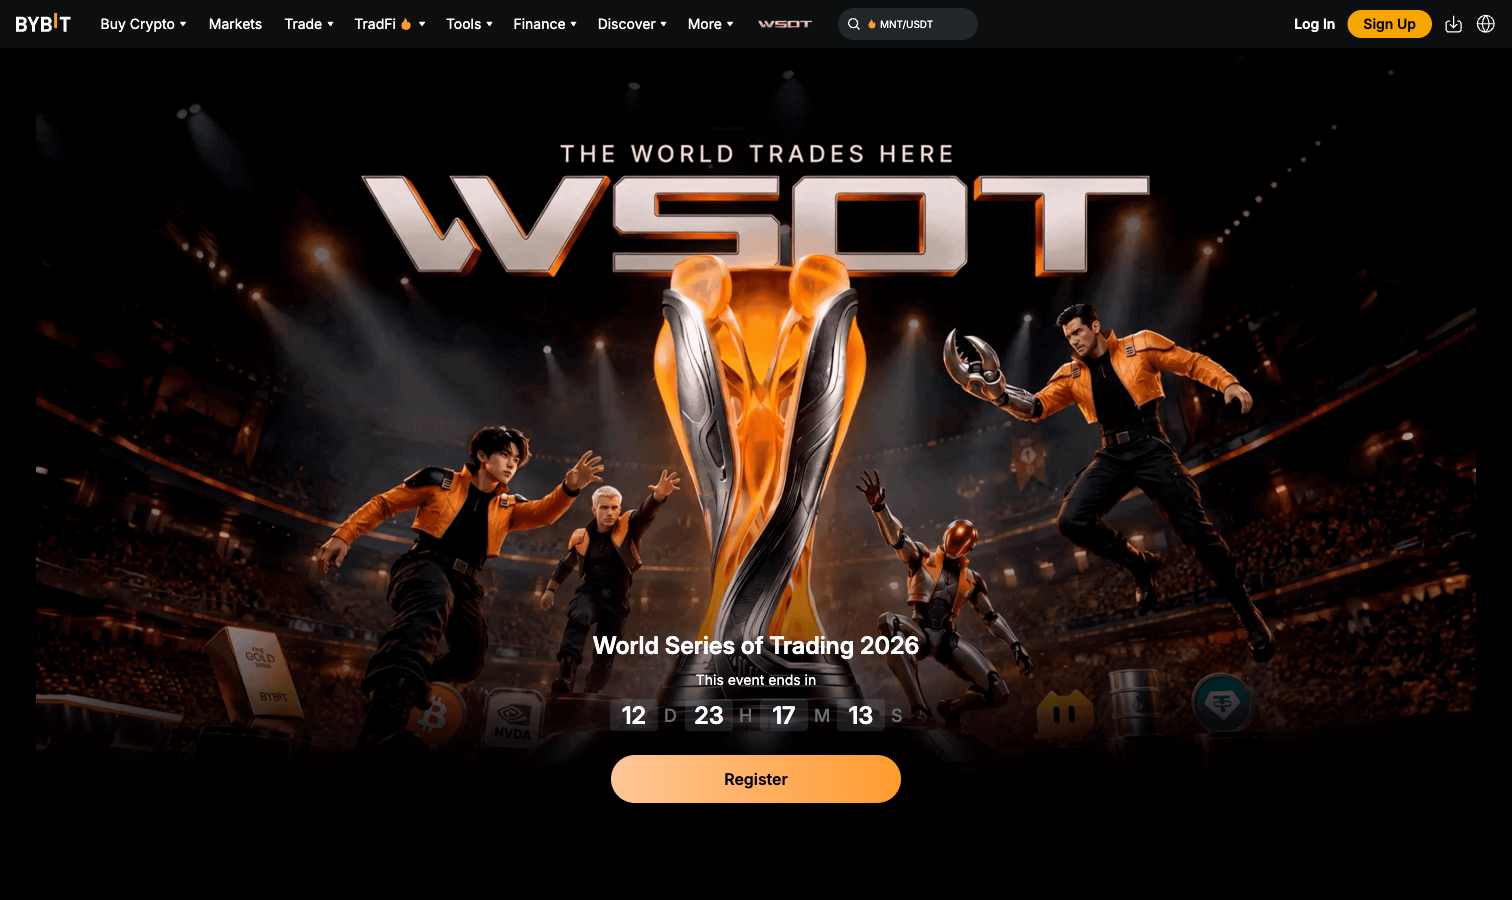 BYBIT Buy Crypto Markets Trade TradFi Tools Finance Discover More WSOT MNT/USDT Log In Sign Up
THE WORLD TRADES HERE
WSOT
GOLD
BYBIT
NVDA
World Series of Trading 2026
This event ends in
12 D 23 H 17 M 13 S
Register